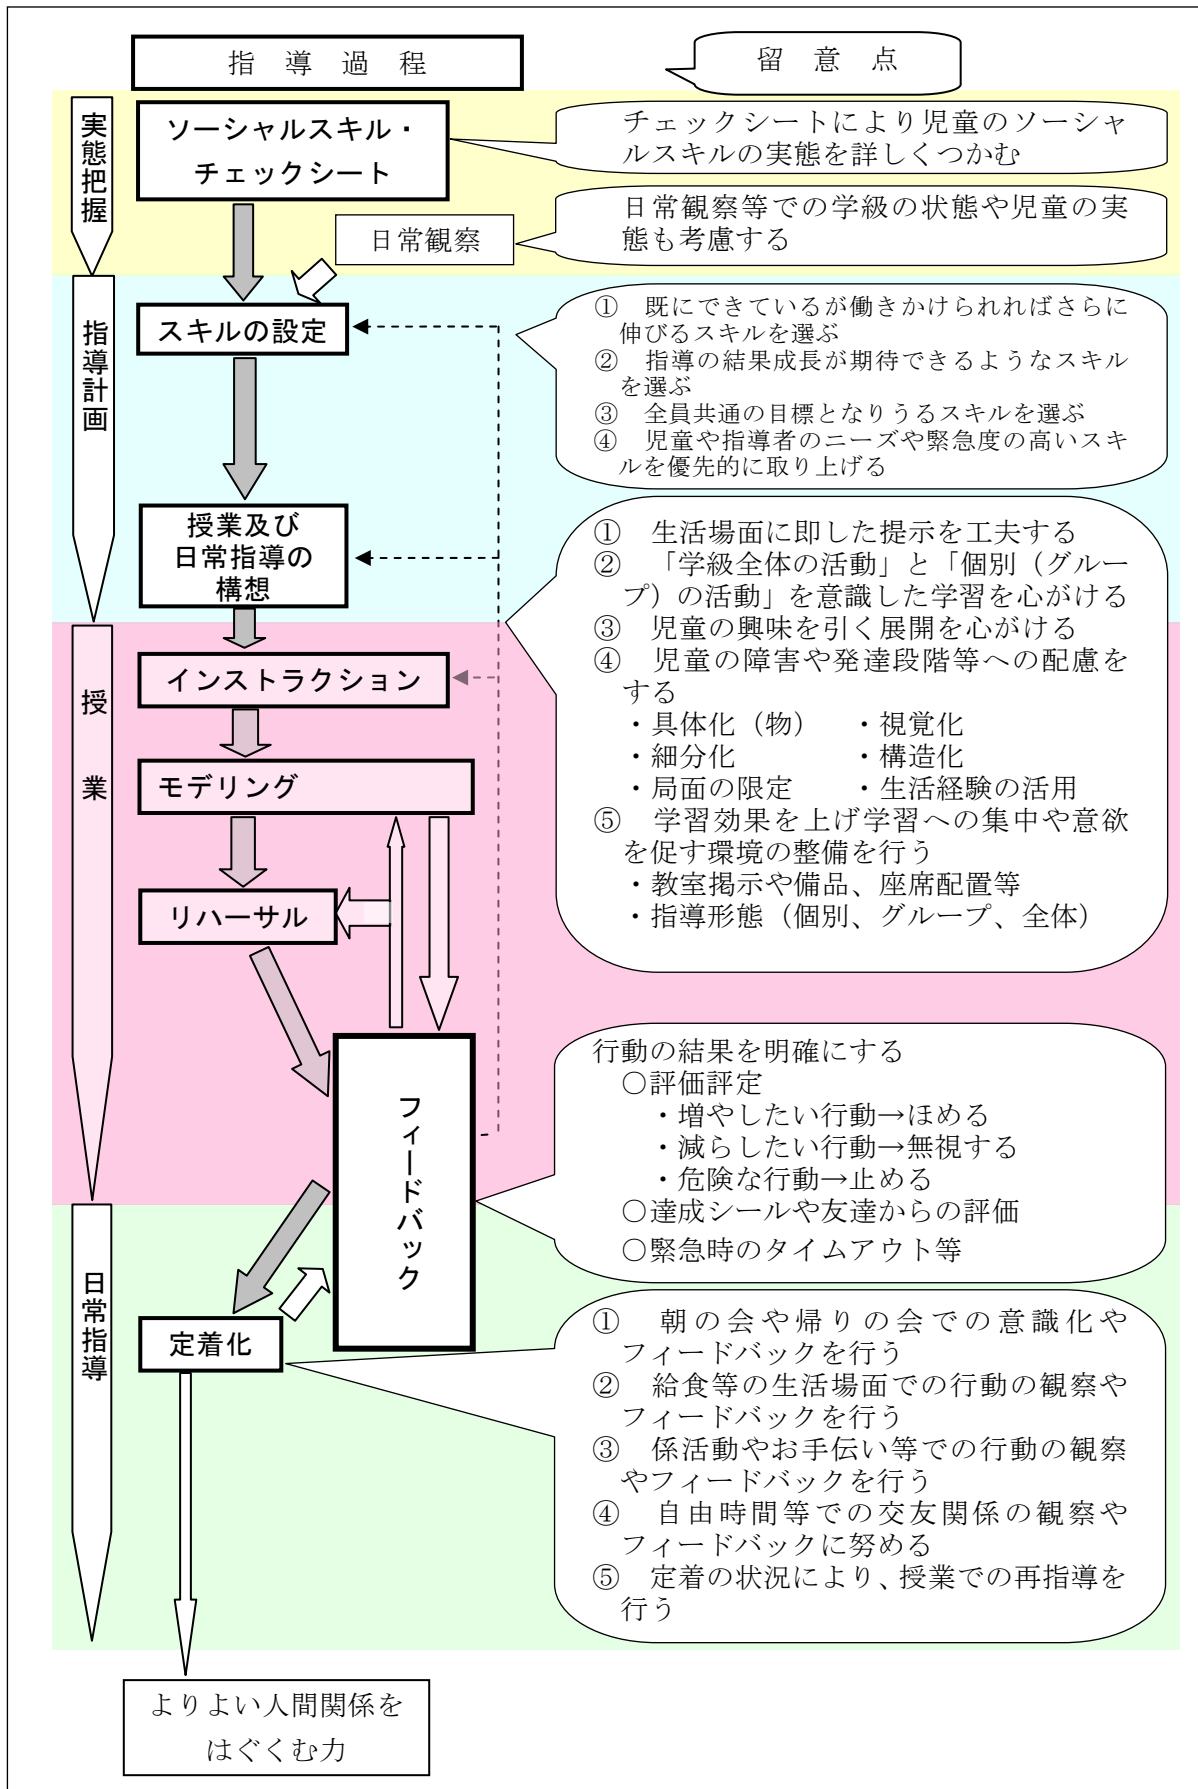 指　導　過　程
留　意　点
実態把握
ソーシャルスキル・
チェックシート
チェックシートにより児童のソーシャ
ルスキルの実態を詳しくつかむ
日常観察
日常観察等での学級の状態や児童の実
態も考慮する
指導計画
スキルの設定
①　既にできているが働きかけられればさらに
伸びるスキルを選ぶ
②　指導の結果成長が期待できるようなスキル
を選ぶ
③　全員共通の目標となりうるスキルを選ぶ
④　児童や指導者のニーズや緊急度の高いスキ
ルを優先的に取り上げる
授業及び
日常指導の
構想
①　生活場面に即した提示を工夫する
②　「学級全体の活動」と「個別（グルー
プ）の活動」を意識した学習を心がける
③　児童の興味を引く展開を心がける
④　児童の障害や発達段階等への配慮を
する
・具体化（物）　・視覚化
・細分化　・構造化
・局面の限定　・生活経験の活用
⑤　学習効果を上げ学習への集中や意欲
を促す環境の整備を行う
・教室掲示や備品、座席配置等
・指導形態（個別、グループ、全体）
授　業
インストラクション
モデリング
リハーサル
フィードバック
行動の結果を明確にする
○評価評定
・増やしたい行動→ほめる
・減らしたい行動→無視する
・危険な行動→止める
○達成シールや友達からの評価
○緊急時のタイムアウト等
日常指導
定着化
①　朝の会や帰りの会での意識化や
フィードバックを行う
②　給食等の生活場面での行動の観察や
フィードバックを行う
③　係活動やお手伝い等での行動の観察
やフィードバックを行う
④　自由時間等での交友関係の観察や
フィードバックに努める
⑤　定着の状況により、授業での再指導を
行う
よりよい人間関係を
はぐくむ力